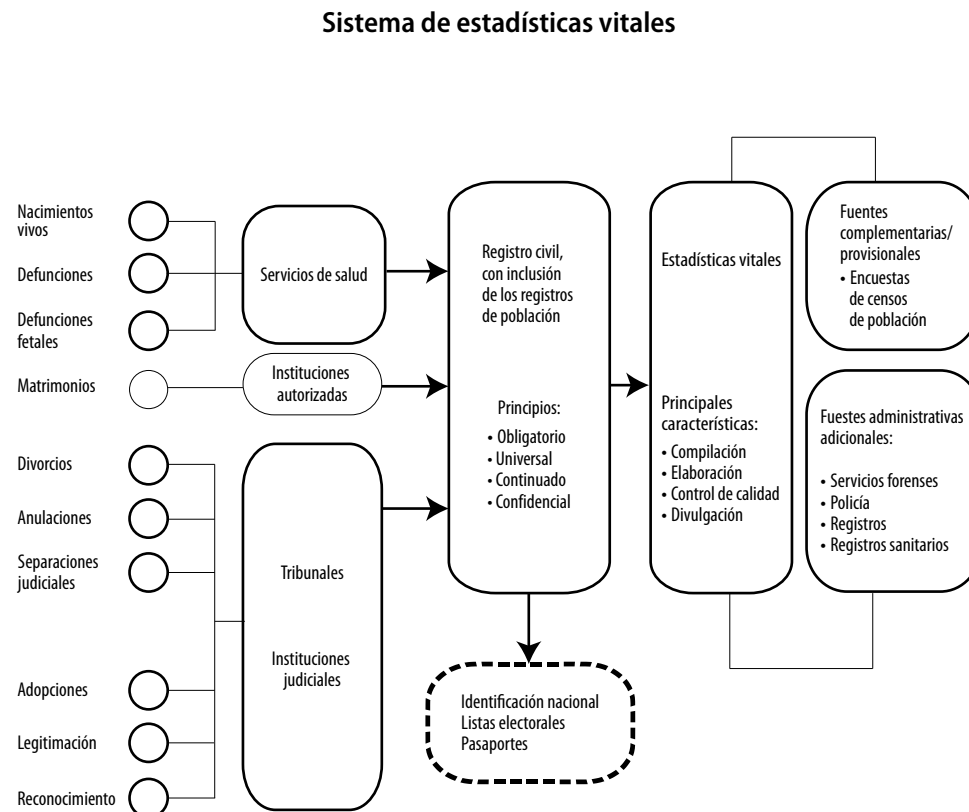 Sistema de estadísticas vitales
Nacimientos
vivos
Defunciones
Defunciones
fetales
Matrimonios
Divorcios
Anulaciones
Separaciones
judiciales
Adopciones
Legitimación
Reconocimiento
Servicios de salud
Instituciones
autorizadas
Tribunales
Instituciones
judiciales
Registro civil,
con inclusión
de los registros
de población
Principios:
• Obligatorio
• Universal
• Continuado
• Confidencial
Identificación nacional
Listas electorales
Pasaportes
Estadísticas vitales
Principales
características:
• Compilación
• Elaboración
• Control de calidad
• Divulgación
Fuentes
complementarias/
provisionales
• Encuestas
de censos
de población
Fuestes administrativas
adicionales:
• Servicios forenses
• Policía
• Registros
• Registros sanitarios